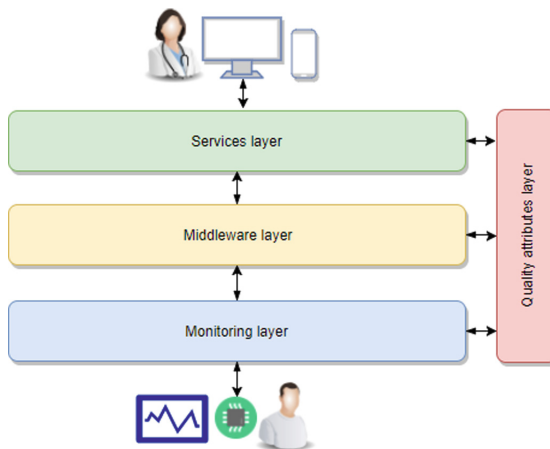 Services layer
Middleware layer
Monitoring layer
Quality attributes layer